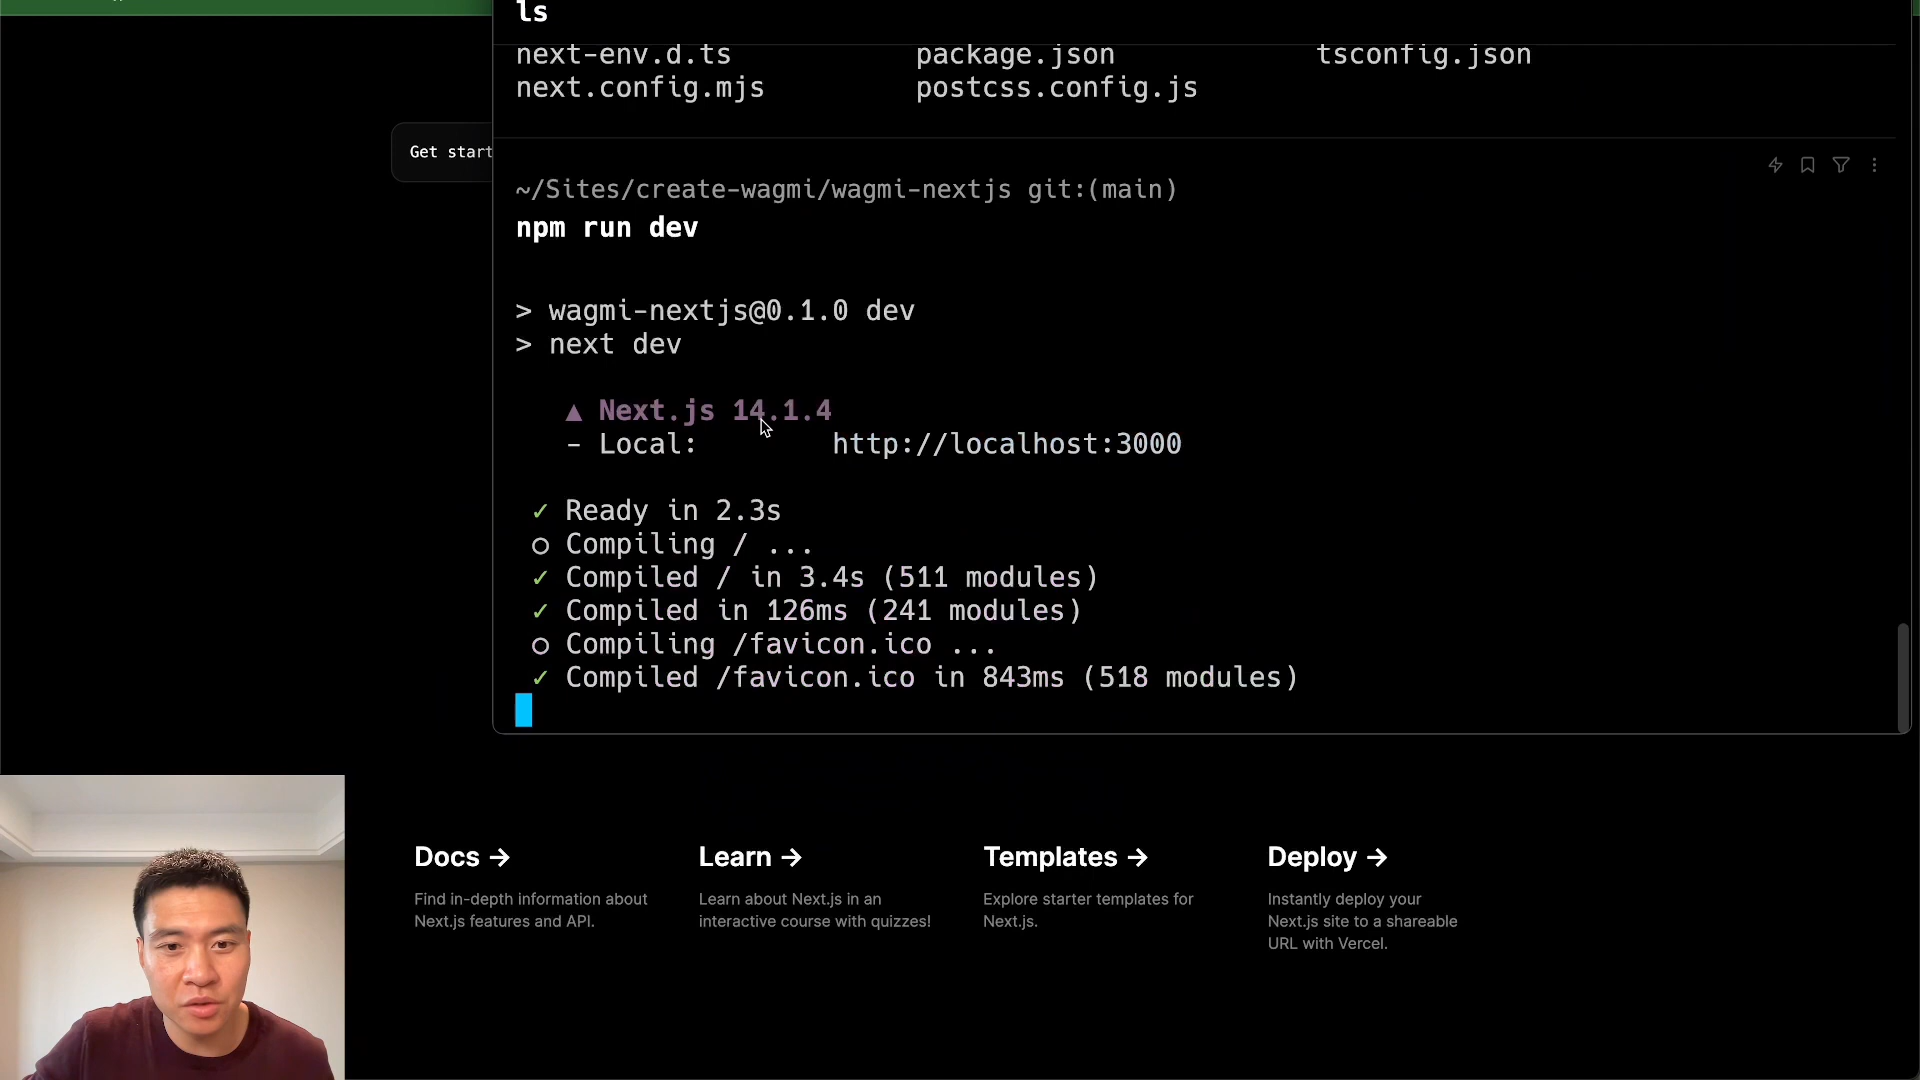 ls
next-env.d.ts package.json tsconfig.json
next.config.mjs postcss.config.js
Get start
~/Sites/create-wagmi/wagmi-nextjs git:(main)
npm run dev
> wagmi-nextjs@0.1.0 dev
> next dev
▲ Next.js 14.1.4
- Local: http://localhost:3000
✓ Ready in 2.3s
○ Compiling / ...
✓ Compiled / in 3.4s (511 modules)
✓ Compiled in 126ms (241 modules)
○ Compiling /favicon.ico ...
✓ Compiled /favicon.ico in 843ms (518 modules)
Docs →
Find in-depth information about
Next.js features and API.
Learn →
Learn about Next.js in an
interactive course with quizzes!
Templates →
Explore starter templates for
Next.js.
Deploy →
Instantly deploy your
Next.js site to a shareable
URL with Vercel.